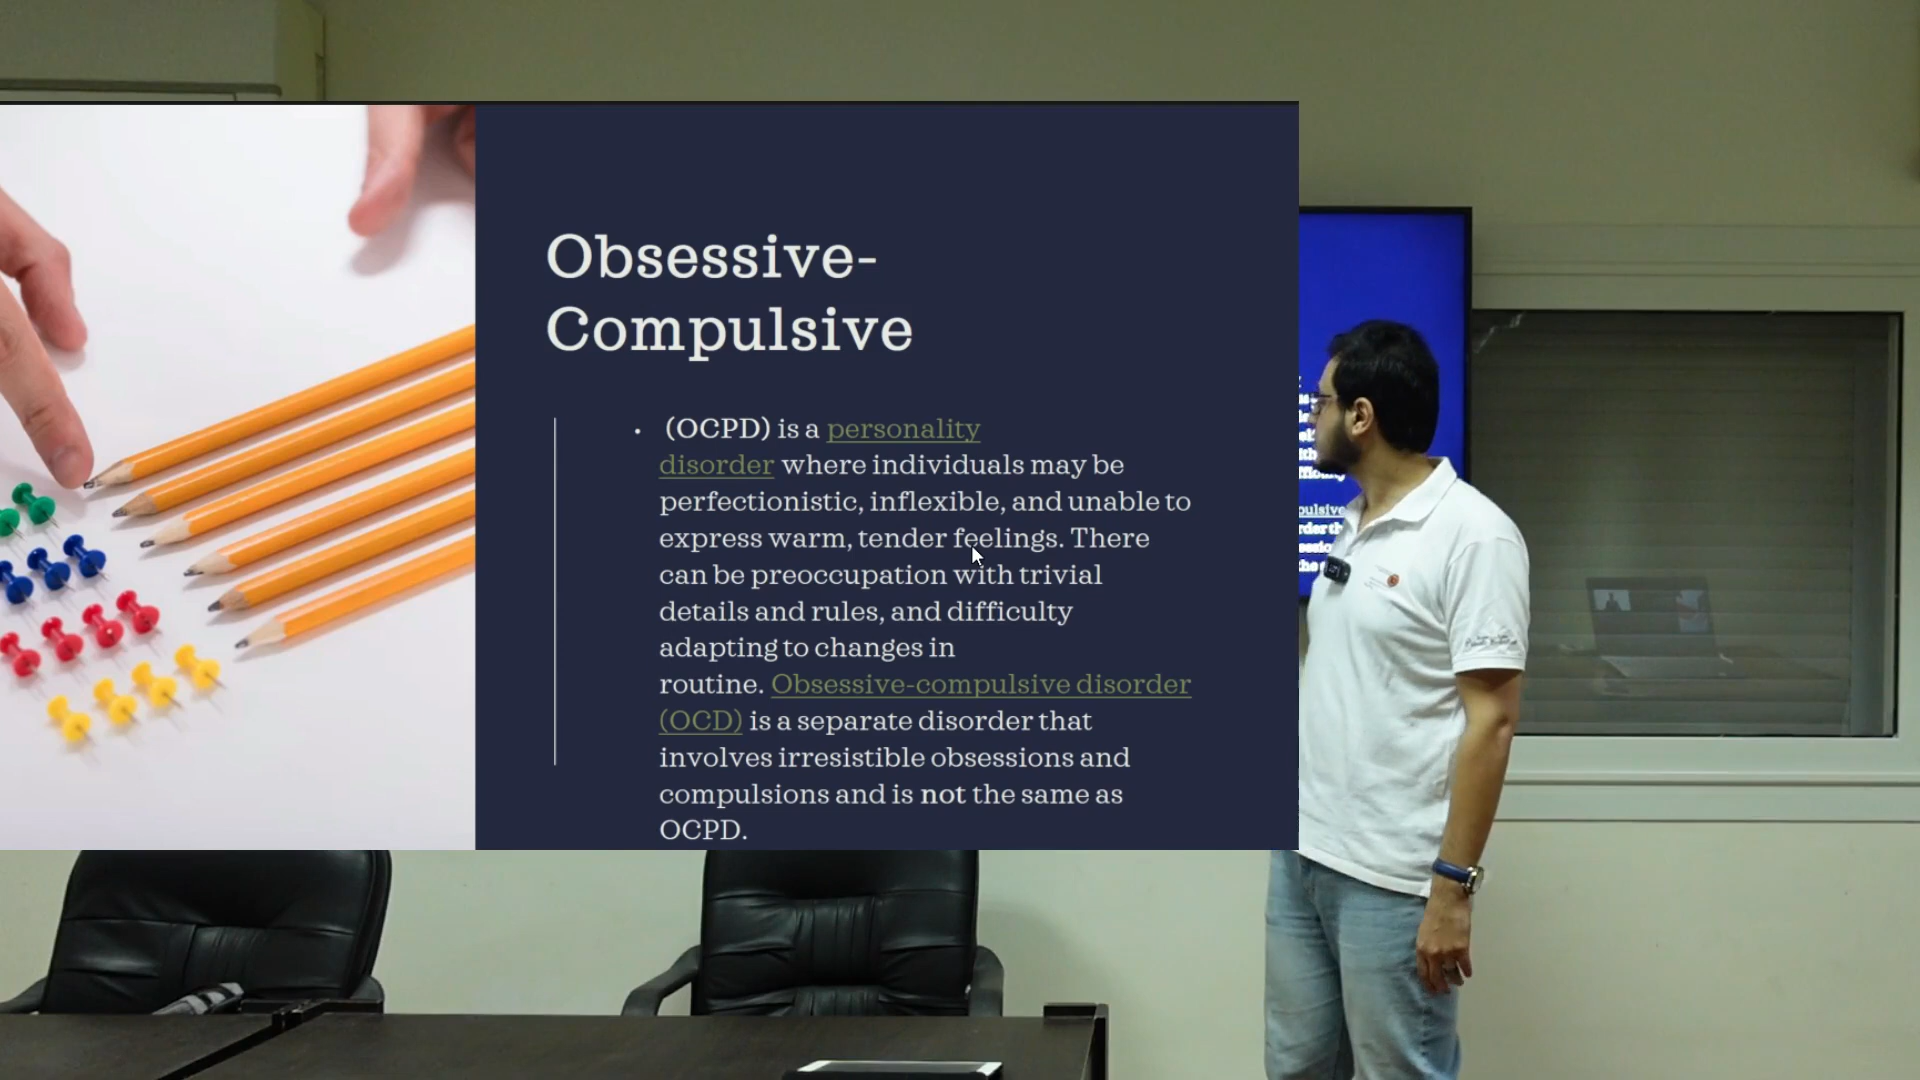 Obsessive-
Compulsive
• (OCPD) is a personality
disorder where individuals may be
perfectionistic, inflexible, and unable to
express warm, tender feelings. There
can be preoccupation with trivial
details and rules, and difficulty
adapting to changes in
routine. Obsessive-compulsive disorder
(OCD) is a separate disorder that
involves irresistible obsessions and
compulsions and is not the same as
OCPD.